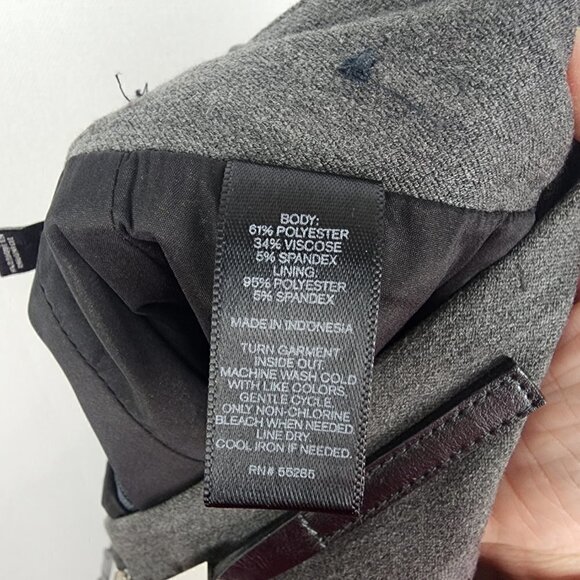 BODY:
61% POLYESTER
34% VISCOSE
5% SPANDEX
LINING:
95% POLYESTER
5% SPANDEX
MADE IN INDONESIA
TURN GARMENT
INSIDE OUT.
MACHINE WASH COLD
WITH LIKE COLORS,
GENTLE CYCLE.
ONLY NON-CHLORINE
BLEACH WHEN NEEDED.
LINE DRY.
COOL IRON IF NEEDED.
RN# 55285